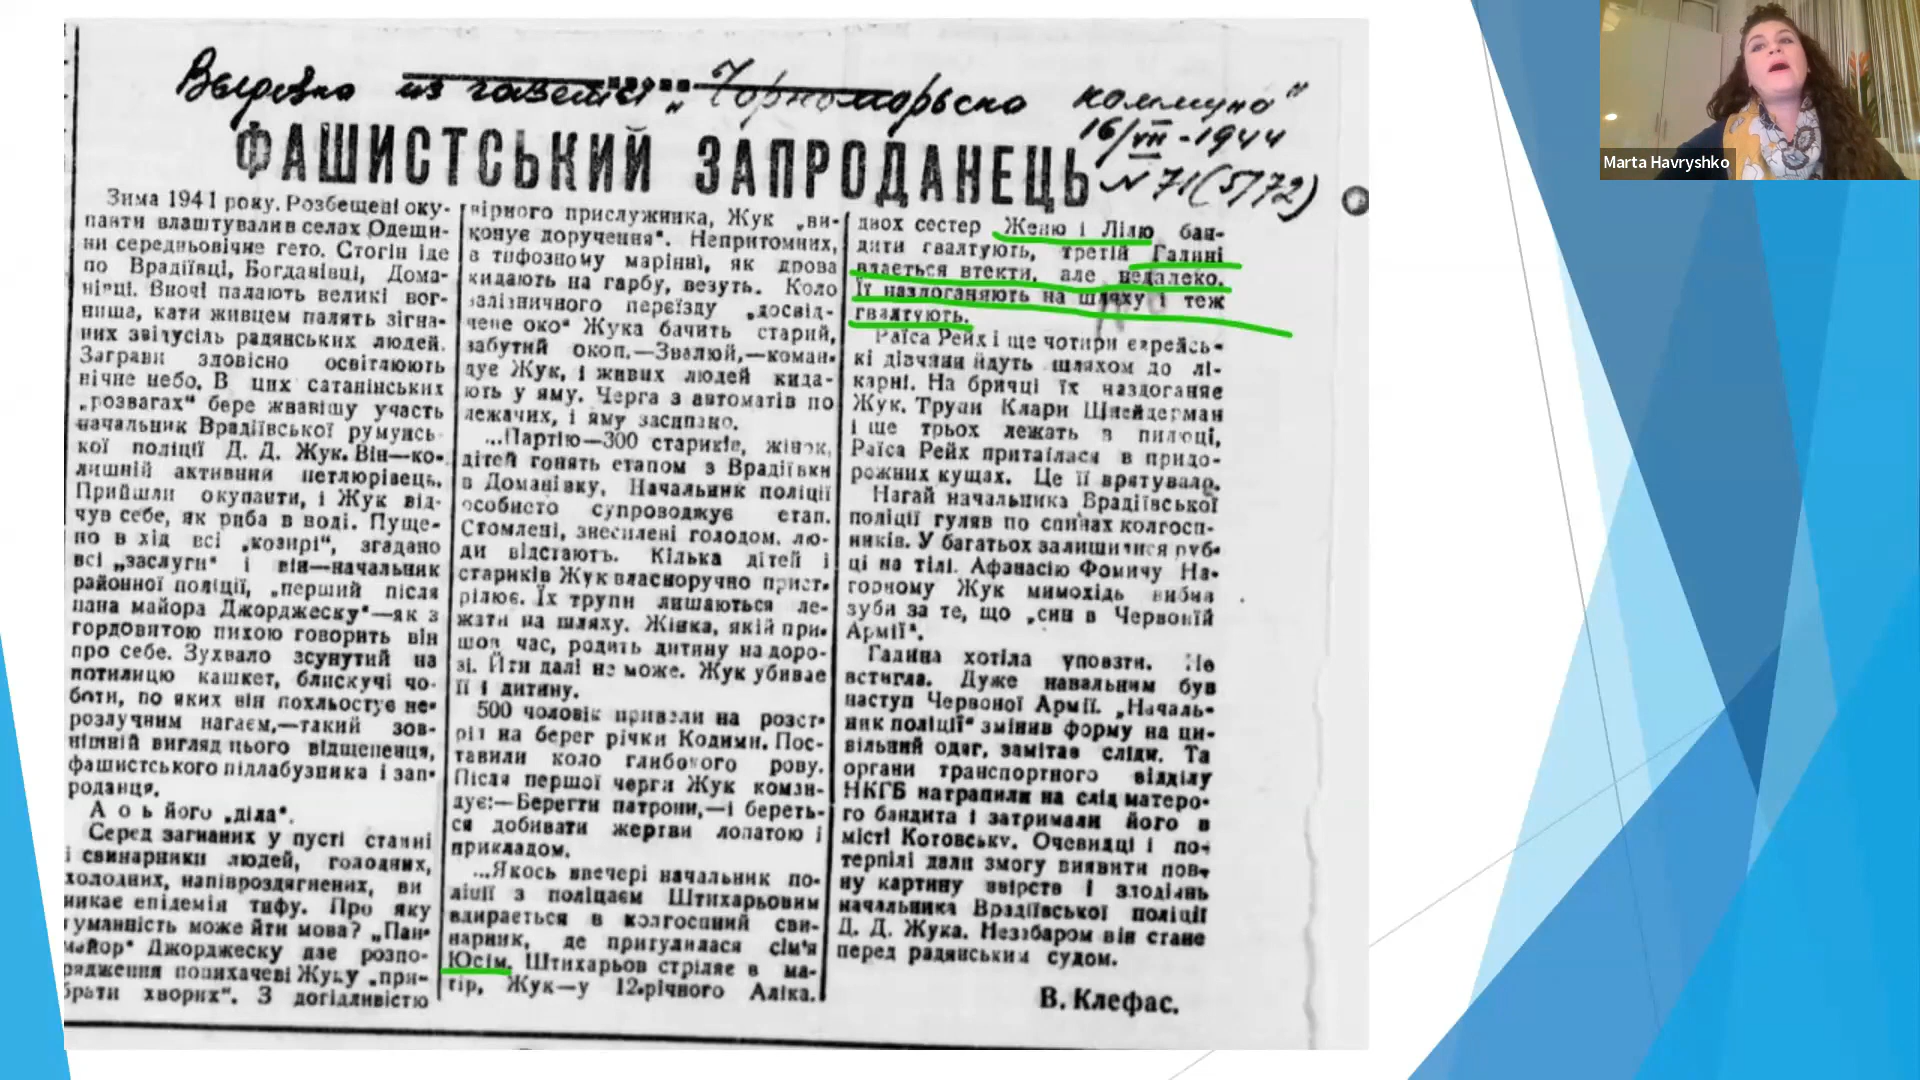 Вырезка из газеты „Чорноморська комуна"
16/VII-1944
N 71(5172)
ФАШИСТСЬКИЙ ЗАПРОДАНЕЦЬ
Зима 1941 року. Розбещені оку-
панти влаштували в селах Одещи-
ни середньовічне гето. Стогін іде
по Врадіївці, Богданівці, Дома-
нівці. Вночі палають великі вог-
нища, кати живцем палять зігна-
них звідусіль радянських людей.
Заграви зловісно освітлюють
нічне небо. В цих сатанінських
„розвагах" бере жвавішу участь
начальник Врадіївської румунсь-
кої поліції Д. Д. Жук. Він—ко-
лишній активний петлюрівець.
Прийшли окупанти, і Жук від-
чув себе, як риба в воді. Пуще-
но в хід всі „козирі", згадано
всі „заслуги" і він—начальник
районної поліції, „перший після
пана майора Джорджеску"—як з
гордовитою пихою говорить він
про себе. Зухвало зсунутий на
потилицю кашкет, блискучі чо-
боти, по яких він похльостує не-
розлучним нагаєм,—такий зов-
нішній вигляд цього відщепенця,
фашистського підлабузника і зап-
роданця.
А о ь його „діла".
Серед загнаних у пусті стайні
і свинарники людей, голодних,
холодних, напівроздягнених, ви
никає епідемія тифу. Про яку
гуманність може йти мова? „Пан-
майор" Джорджеску дає розпо-
рядження попихачеві Жуку „при-
брати хворих". З догідливістю
вірного прислужника, Жук „ви-
конує доручення". Непритомних,
в тифозному марінні, як дрова
кидають на гарбу, везуть. Коло
залізничного переїзду „досвід-
чене око" Жука бачить старий,
забутий окоп.—Звалюй,—коман-
дує Жук, і живих людей кида-
ють у яму. Черга з автоматів по
лежачих, і яму засипано.
...Партію—300 стариків, жінок,
дітей гонять етапом з Врадіївки
в Доманівку. Начальник поліції
особисто супроводжує етап.
Стомлені, знесилені голодом, лю-
ди відстають. Кілька дітей і
стариків Жук власноручно прист-
рілює. Їх трупи лишаються ле-
жати на шляху. Жінка, якій при-
шов час, родить дитину на доро-
зі. Йти далі не може. Жук убиває
її і дитину.
500 чоловік привели на розст-
ріл на берег річки Кодими. Пос-
тавили коло глибокого рову.
Після першої черги Жук коман-
дує:—Берегти патрони,—і береть-
ся добивати жертви лопатою і
прикладом.
...Якось ввечері начальник по-
ліції з поліцаєм Штихарьовим
вдирається в колгоспний сви-
нарник, де притулилася сім'я
Юсім. Штихарьов стріляє в ма-
тір, Жук—у 12-річного Аліка.
двох сестер Женю і Лілю бан-
дити гвалтують, третій Галині
вдається втекти, але недалеко.
Її наздоганяють на шляху і теж
гвалтують.
Раїса Рейх і ще чотири єврейсь-
кі дівчини йдуть шляхом до лі-
карні. На бричці їх наздоганяє
Жук. Трупи Клари Шнейдерман
і ще трьох лежать в пилюці,
Раїса Рейх притаїлася в придо-
рожних кущах. Це її врятувало.
Нагай начальника Врадіївської
поліції гуляв по спинах колгосп-
ників. У багатьох залишилися руб-
ці на тілі. Афанасію Фомичу На-
горному Жук мимохідь вибив
зуби за те, що „син в Червоній
Армії".
Гадина хотіла уповзти. Не
встигла. Дуже навальним був
наступ Червоної Армії. „Началь-
ник поліції" змінив форму на ци-
вільний одяг, замітав сліди. Та
органи транспортного відділу
НКГБ натрапили на слід матеро-
го бандита і затримали його в
місті Котовську. Очевидці і по-
терпілі дали змогу виявити пов-
ну картину звірств і злодіянь
начальника Врадіївської поліції
Д. Д. Жука. Незабаром він стане
перед радянським судом.
В. Клефас.
Marta Havryshko